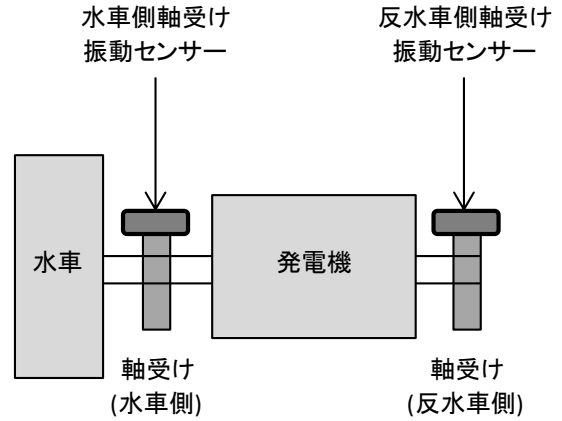 水車側軸受け
振動センサー
反水車側軸受け
振動センサー
水車
発電機
軸受け
(水車側)
軸受け
(反水車側)